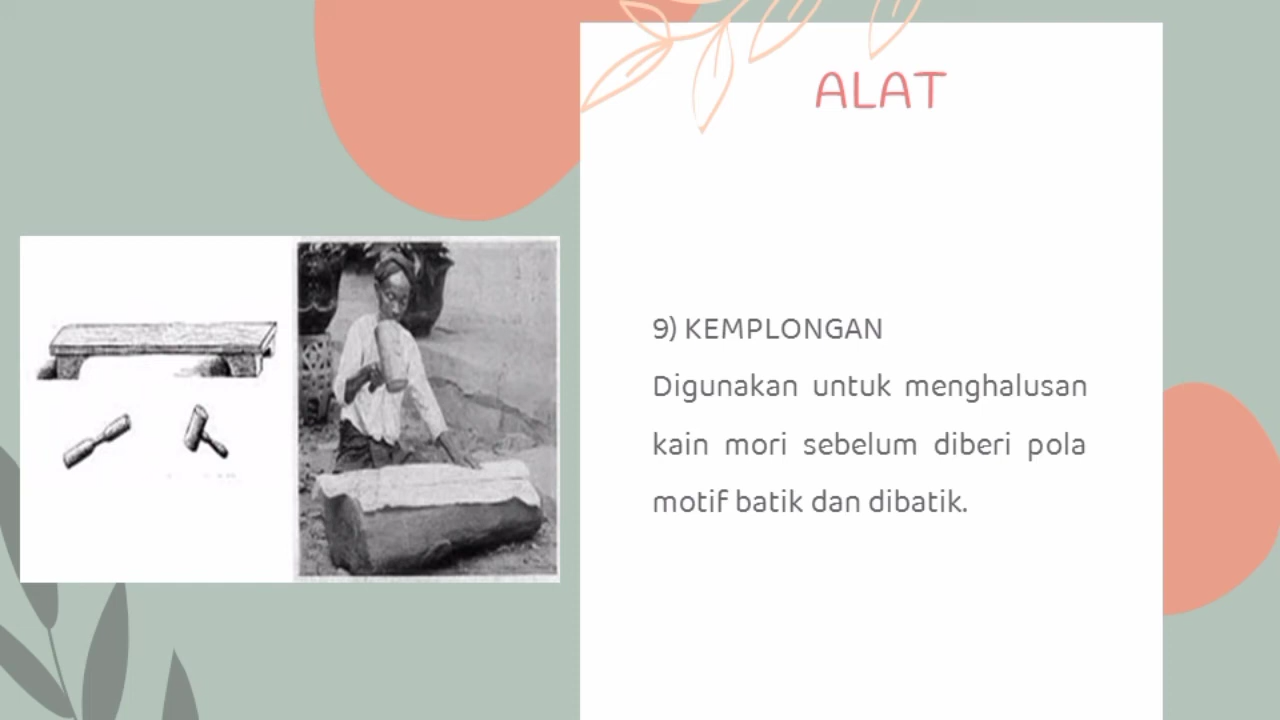 ALAT
9) KEMPLONGAN
Digunakan untuk menghalusan
kain mori sebelum diberi pola
motif batik dan dibatik.